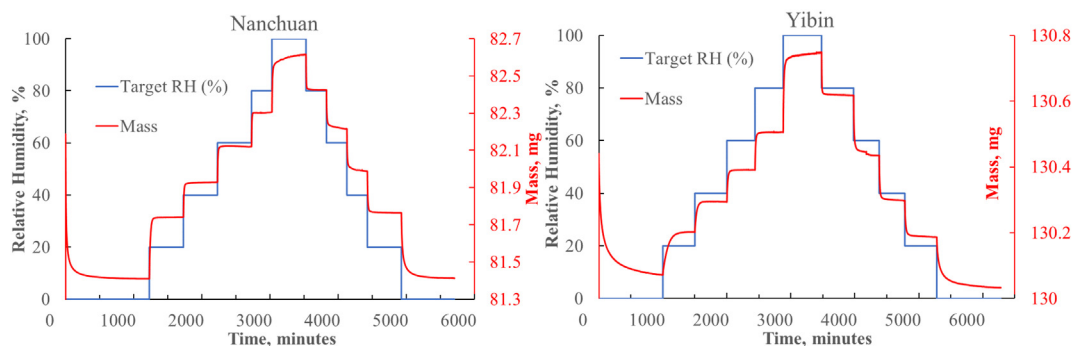 Nanchuan
100
80
60
40
20
0
Relative Humidity, %
Target RH (%)
Mass
82.7
82.5
82.3
82.1
81.9
81.7
81.5
81.3
Mass, mg
0 1000 2000 3000 4000 5000 6000
Time, minutes
Yibin
100
80
60
40
20
0
Relative Humidity, %
Target RH (%)
Mass
130.8
130.6
130.4
130.2
130
Mass, mg
0 1000 2000 3000 4000 5000 6000
Time, minutes